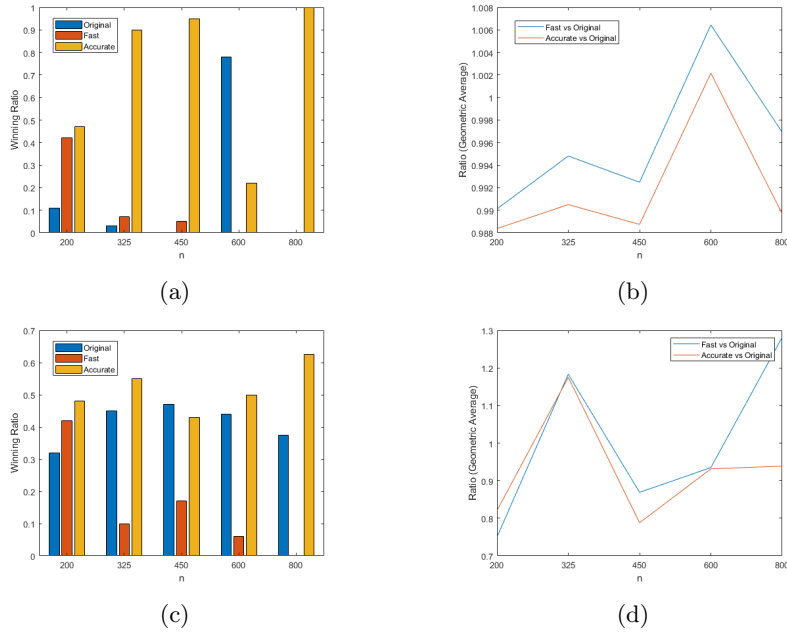 1
0.9
0.8
0.7
0.6
0.5
0.4
0.3
0.2
0.1
0
Winning Ratio
Original
Fast
Accurate
200 325 450 600 800
n
(a)
1.008
1.006
1.004
1.002
1
0.998
0.996
0.994
0.992
0.99
0.988
Ratio (Geometric Average)
Fast vs Original
Accurate vs Original
200 325 450 600 800
n
(b)
0.7
0.6
0.5
0.4
0.3
0.2
0.1
0
Winning Ratio
Original
Fast
Accurate
200 325 450 600 800
n
(c)
1.3
1.2
1.1
1
0.9
0.8
0.7
Ratio (Geometric Average)
Fast vs Original
Accurate vs Original
200 325 450 600 800
n
(d)